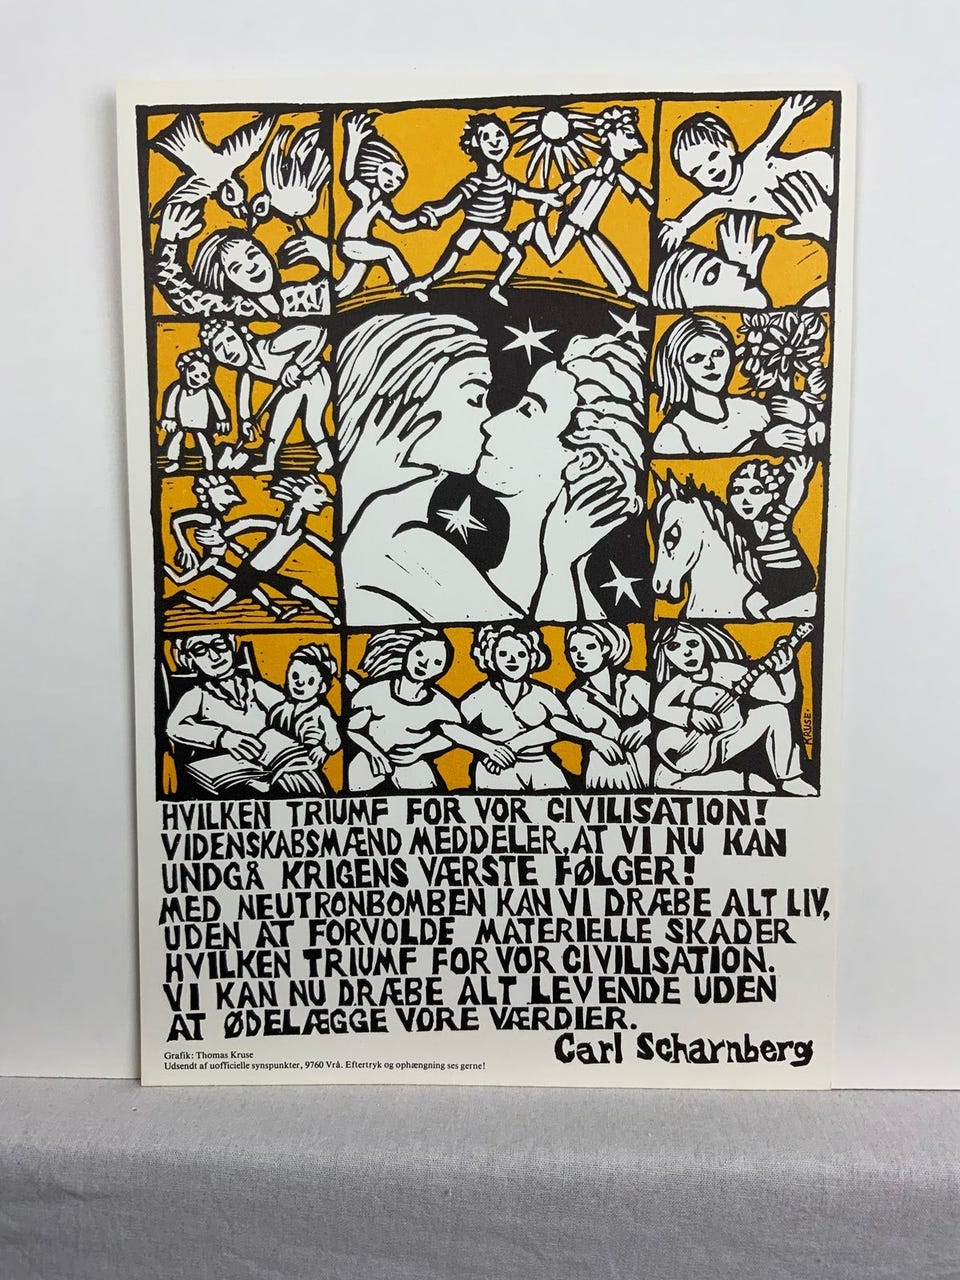 KRUSE.
HVILKEN TRIUMF FOR VOR CIVILISATION!
VIDENSKABSMÆND MEDDELER, AT VI NU KAN
UNDGÅ KRIGENS VÆRSTE FØLGER!
MED NEUTRONBOMBEN KAN VI DRÆBE ALT LIV,
UDEN AT FORVOLDE MATERIELLE SKADER
HVILKEN TRIUMF FOR VOR CIVILISATION.
VI KAN NU DRÆBE ALT LEVENDE UDEN
AT ØDELÆGGE VORE VÆRDIER.
Carl Scharnberg
Grafik: Thomas Kruse
Udsendt af uofficielle synspunkter, 9760 Vrå. Eftertryk og ophængning ses gerne!